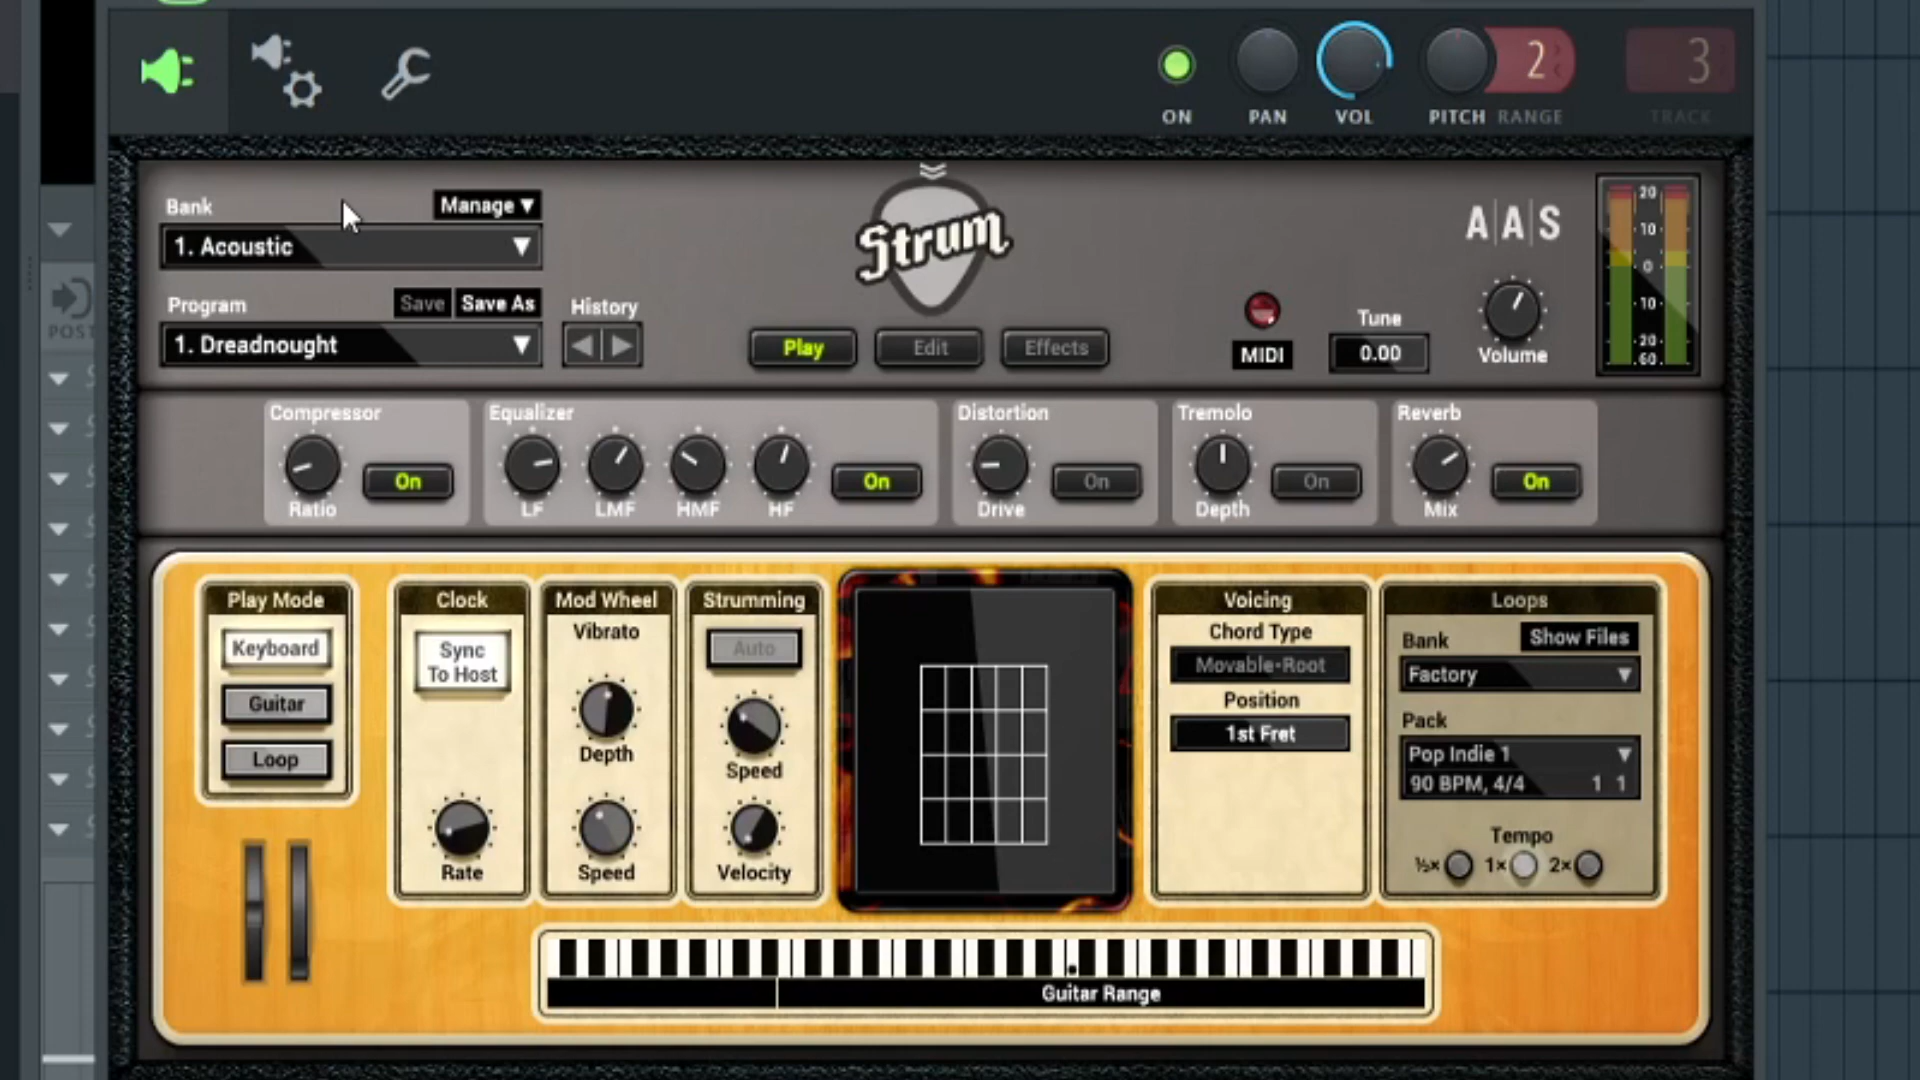 2
3
ON
PAN
VOL
PITCH RANGE
TRACK
POST
Bank
Manage ▼
1. Acoustic
Program
Save
Save As
History
1. Dreadnought
Strum
Play
Edit
Effects
MIDI
Tune
0.00
A|A|S
Volume
20
10
0
10
20
60
Compressor
Ratio
On
Equalizer
LF
LMF
HMF
HF
On
Distortion
Drive
On
Tremolo
Depth
On
Reverb
Mix
On
Play Mode
Keyboard
Guitar
Loop
Clock
Sync
To Host
Rate
Mod Wheel
Vibrato
Depth
Speed
Strumming
Auto
Speed
Velocity
Voicing
Chord Type
Movable-Root
Position
1st Fret
Loops
Bank
Show Files
Factory
Pack
Pop Indie 1
90 BPM, 4/4 1 1
Tempo
½× 1× 2×
Guitar Range